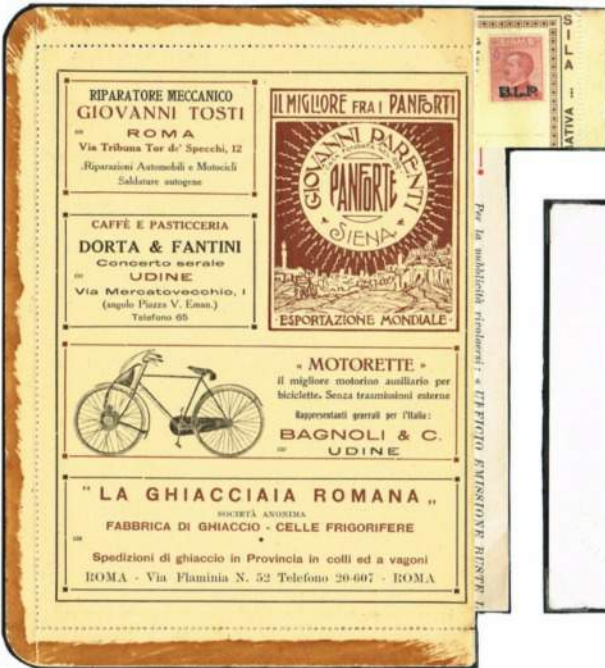 RIPARATORE MECCANICO
GIOVANNI TOSTI
ROMA
Via Tribuna Tor de' Specchi, 12
Riparazioni Automobili e Motocicli
Saldature autogene
CAFFÈ E PASTICCERIA
DORTA & FANTINI
Concerto serale
UDINE
Via Mercatovecchio, 1
(angolo Piazza V. Eman.)
Telefono 65
IL MIGLIORE FRA I PANFORTI
GIOVANNI PARENTI
PANFORTE
SIENA
ESPORTAZIONE MONDIALE
« MOTORETTE »
il migliore motorino ausiliario per
biciclette. Senza trasmissioni esterne
Rappresentanti generali per l'Italia:
BAGNOLI & C.
UDINE
"LA GHIACCIAIA ROMANA„
SOCIETÀ ANONIMA
FABBRICA DI GHIACCIO - CELLE FRIGORIFERE
Spedizioni di ghiaccio in Provincia in colli ed a vagoni
ROMA - Via Flaminia N. 52 Telefono 20-607 - ROMA
B.L.P.
SILA
ATIVA ::
Per la pubblicità rivolgersi: « UFFICIO EMISSIONE BUSTE